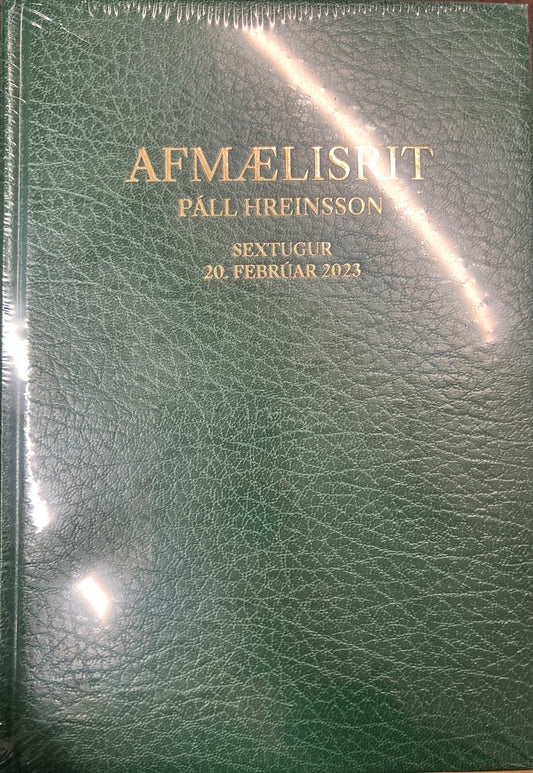 AFMÆLISRIT
PÁLL HREINSSON
SEXTUGUR
20. FEBRÚAR 2023